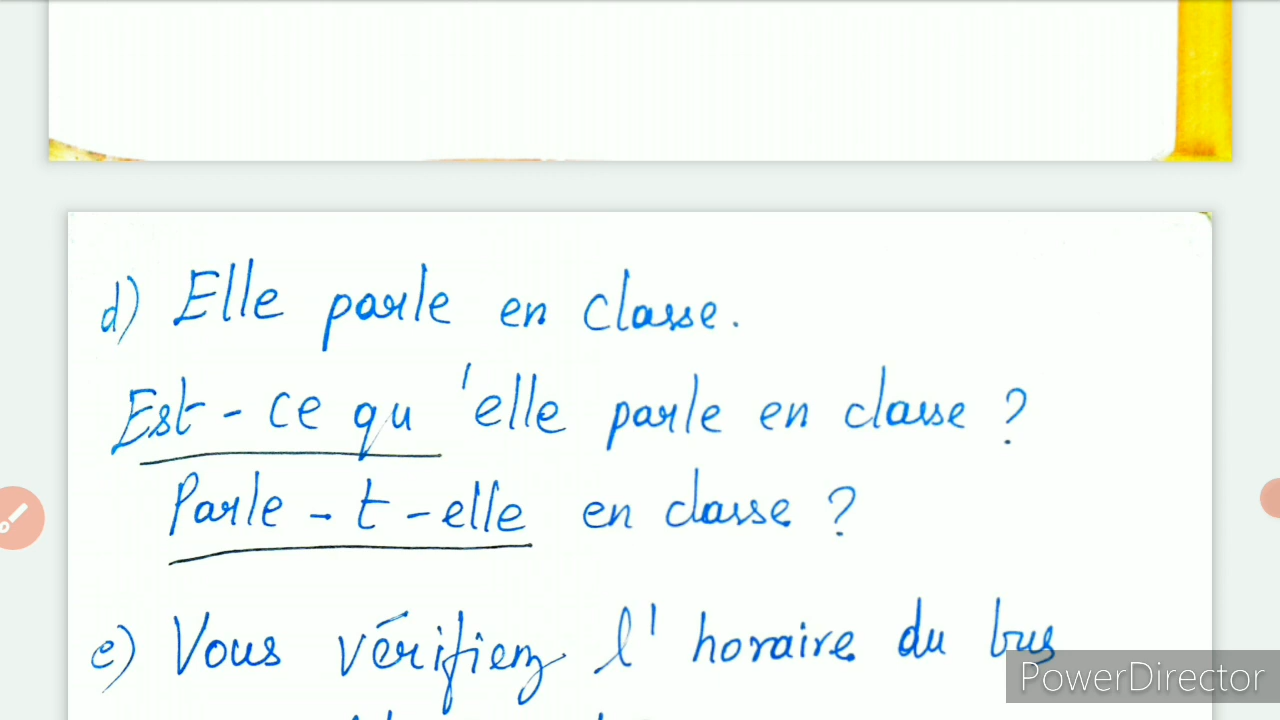 d) Elle parle en classe.
Est-ce qu'elle parle en classe ?
Parle-t-elle en classe ?
e) Vous vérifiez l'horaire du bus
PowerDirector